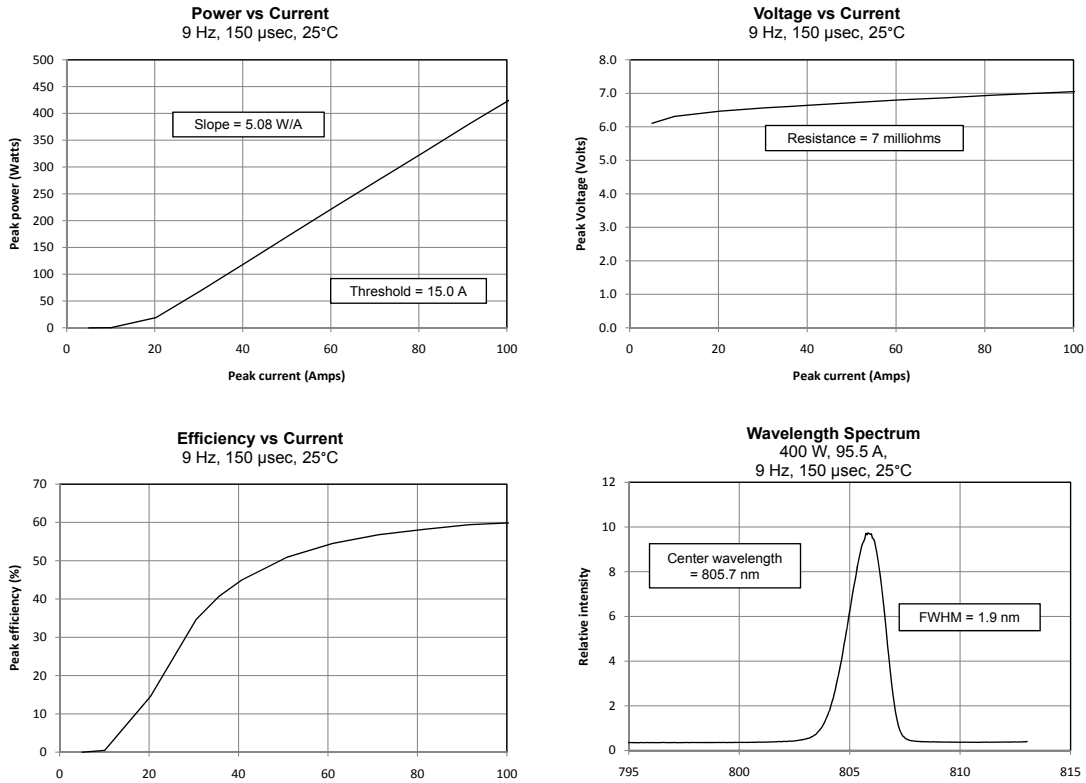 Power vs Current
9 Hz, 150 μsec, 25°C
500
450
400
350
300
250
200
150
100
50
0
Peak power (Watts)
Slope = 5.08 W/A
Threshold = 15.0 A
0 20 40 60 80 100
Peak current (Amps)
Voltage vs Current
9 Hz, 150 μsec, 25°C
8.0
7.0
6.0
5.0
4.0
3.0
2.0
1.0
0.0
Peak Voltage (Volts)
Resistance = 7 milliohms
0 20 40 60 80 100
Peak current (Amps)
Efficiency vs Current
9 Hz, 150 μsec, 25°C
70
60
50
40
30
20
10
0
Peak efficiency (%)
0 20 40 60 80 100
Wavelength Spectrum
400 W, 95.5 A,
9 Hz, 150 μsec, 25°C
12
10
8
6
4
2
0
Relative intensity
Center wavelength
= 805.7 nm
FWHM = 1.9 nm
795 800 805 810 815